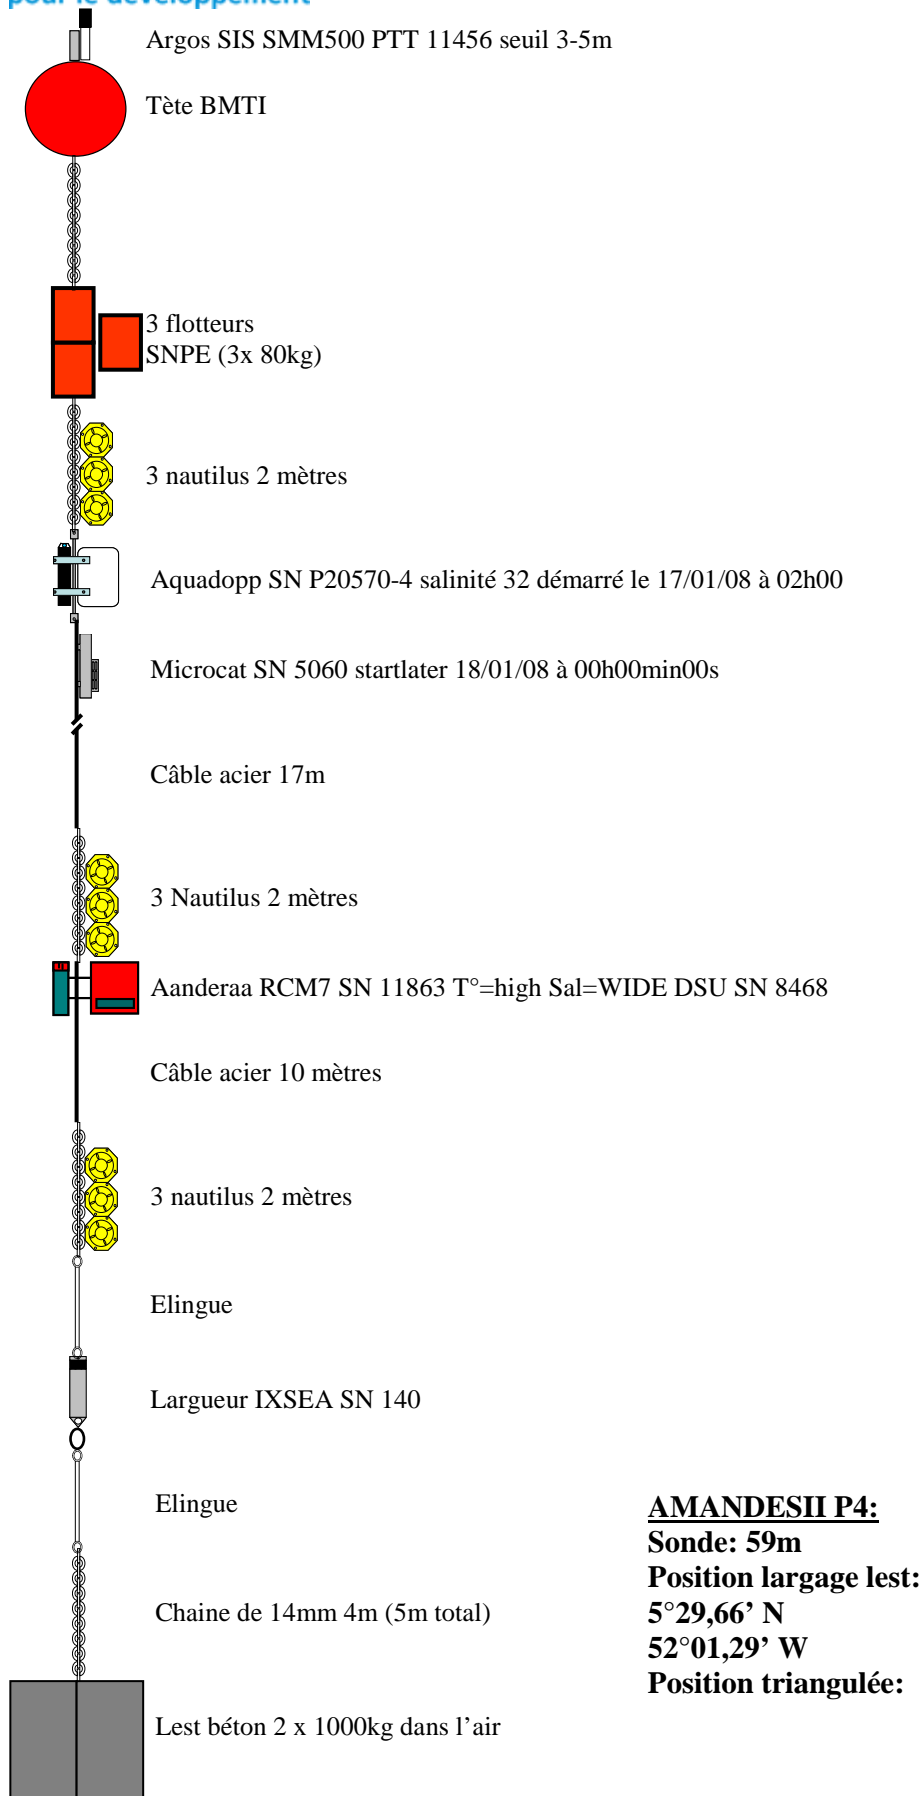 pour le développement
Argos SIS SMM500 PTT 11456 seuil 3-5m
Tète BMTI
3 flotteurs
SNPE (3x 80kg)
3 nautilus 2 mètres
Aquadopp SN P20570-4 salinité 32 démarré le 17/01/08 à 02h00
Microcat SN 5060 startlater 18/01/08 à 00h00min00s
Câble acier 17m
3 Nautilus 2 mètres
Aanderaa RCM7 SN 11863 T°=high Sal=WIDE DSU SN 8468
Câble acier 10 mètres
3 nautilus 2 mètres
Elingue
Largueur IXSEA SN 140
Elingue
Chaine de 14mm 4m (5m total)
Lest béton 2 x 1000kg dans l’air
AMANDESII P4:
Sonde: 59m
Position largage lest:
5°29,66’ N
52°01,29’ W
Position triangulée: